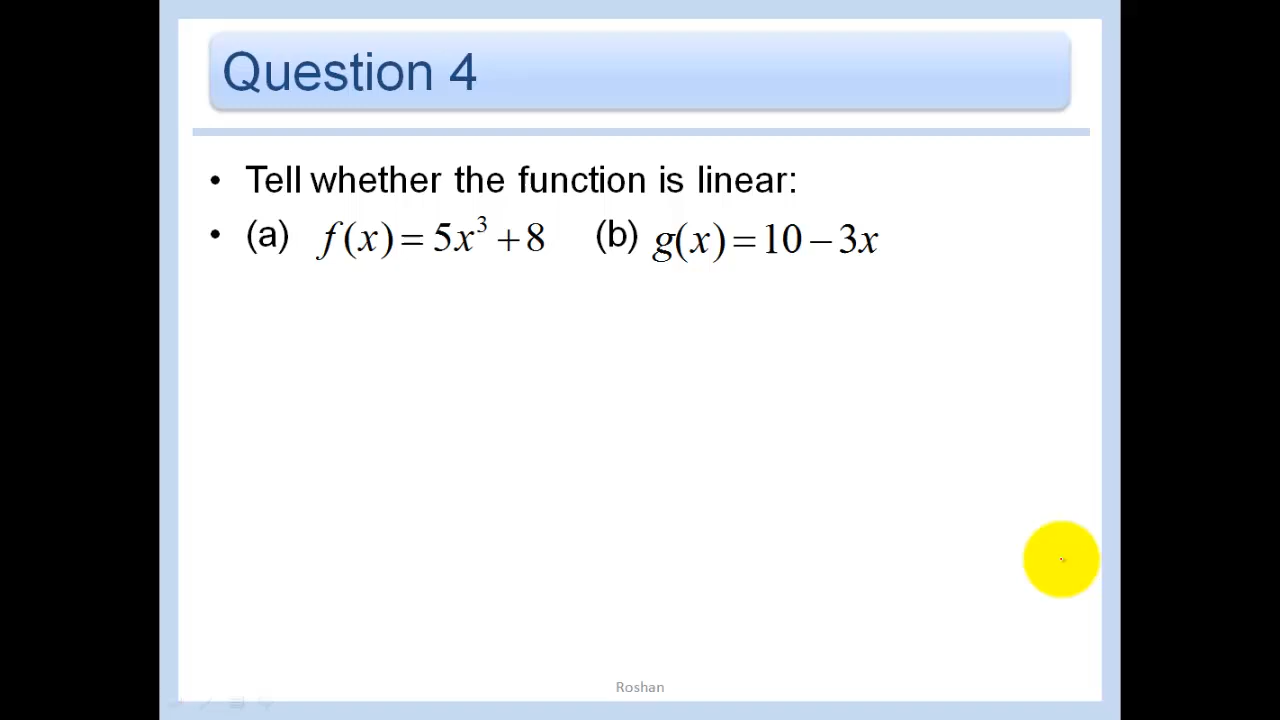 Question 4
• Tell whether the function is linear:
• (a) f(x) = 5x³ + 8 (b) g(x) = 10 − 3x
Roshan